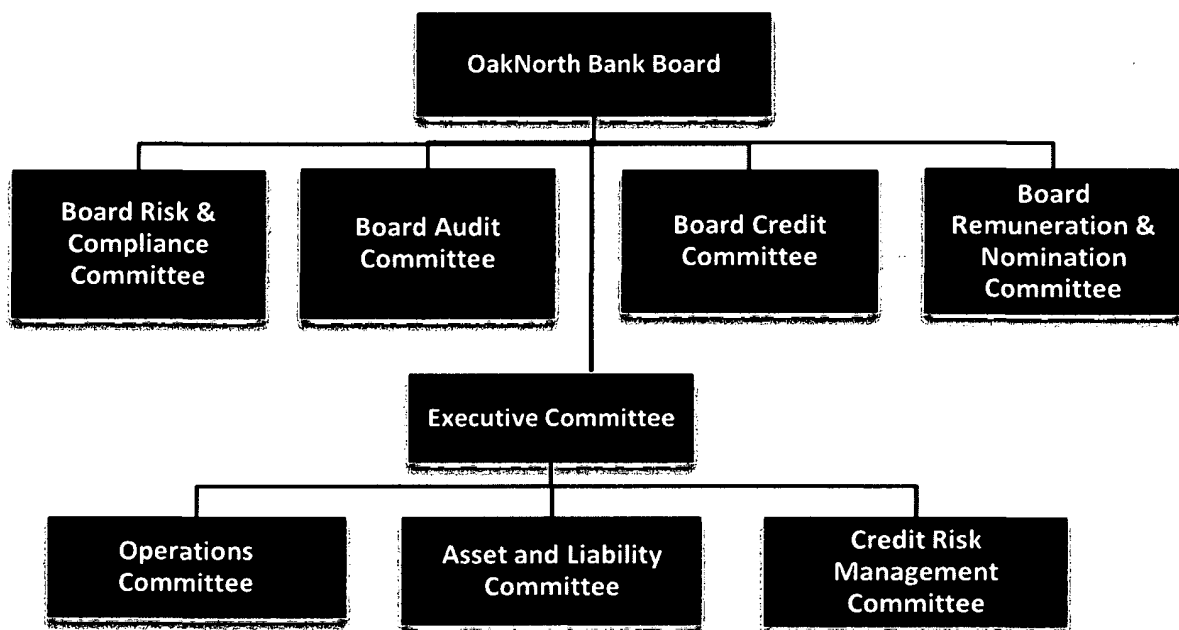 OakNorth Bank Board
Board Risk &
Compliance
Committee
Board Audit
Committee
Board Credit
Committee
Board
Remuneration &
Nomination
Committee
Executive Committee
Operations
Committee
Asset and Liability
Committee
Credit Risk
Management
Committee